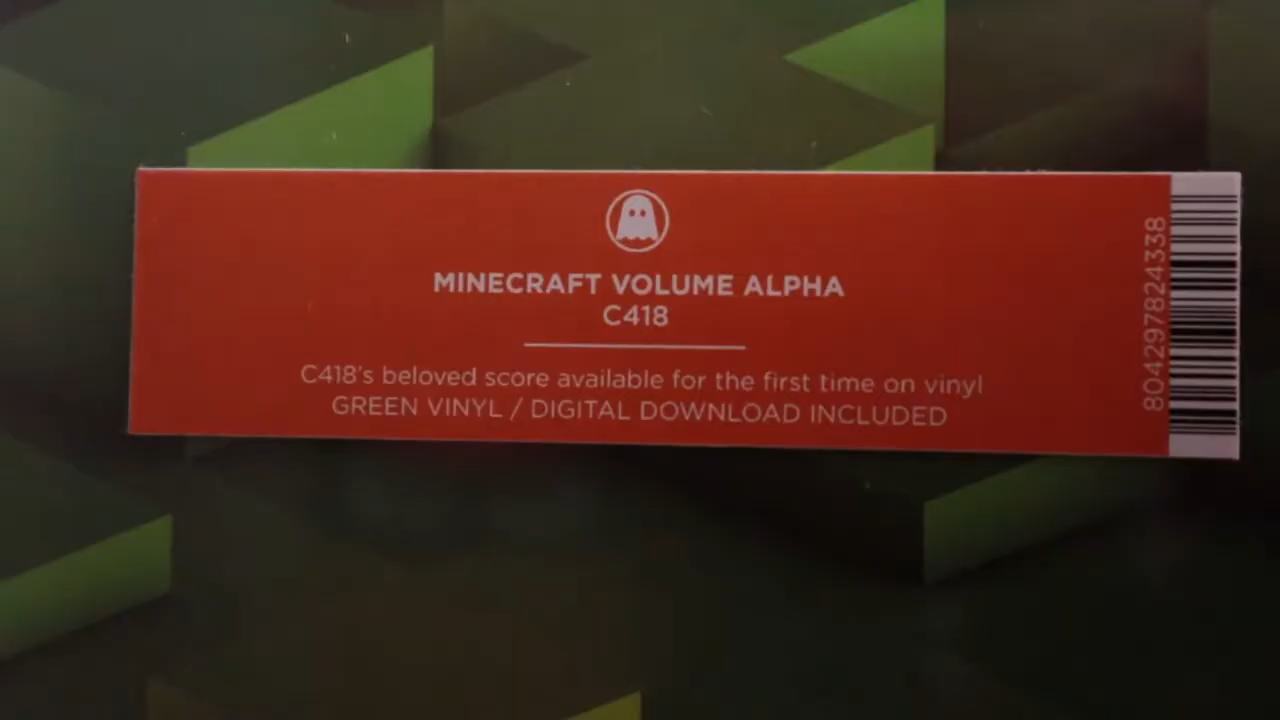 MINECRAFT VOLUME ALPHA
C418
C418's beloved score available for the first time on vinyl
GREEN VINYL / DIGITAL DOWNLOAD INCLUDED
804297824338